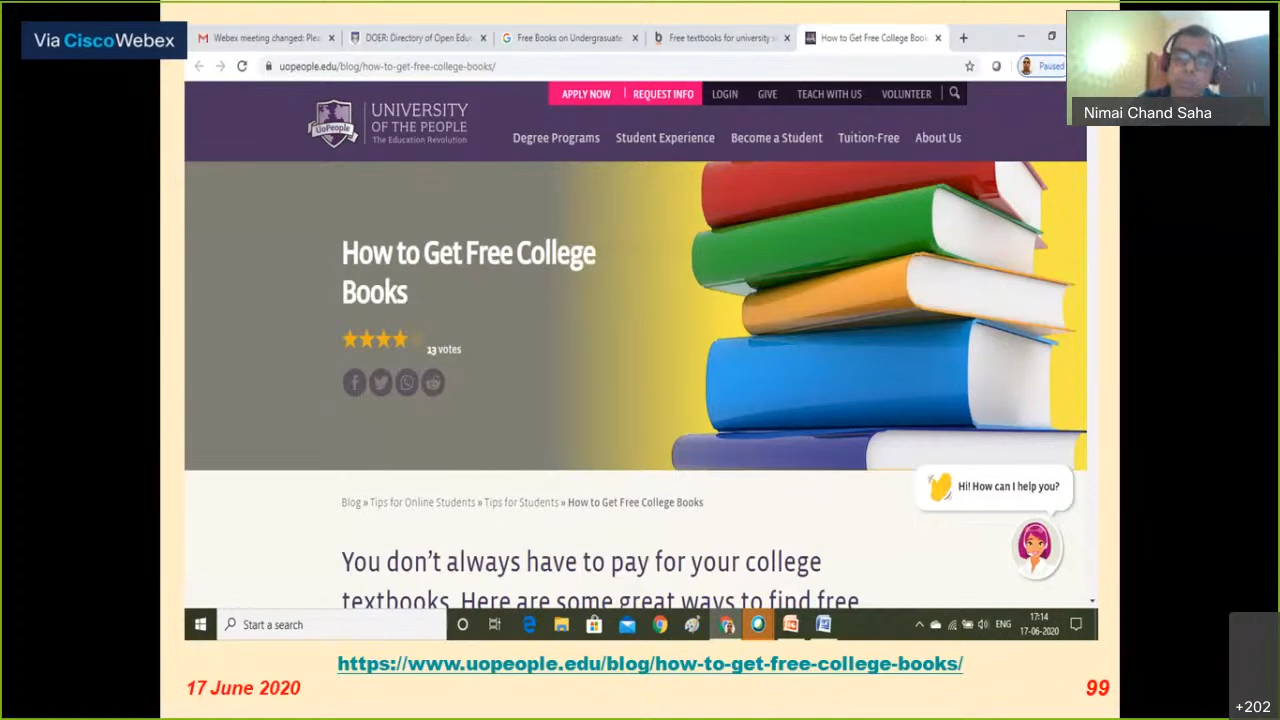 Via Cisco Webex
Webex meeting changed: Plea
DOER: Directory of Open Educ
Free Books on Undergraduate
Free textbooks for university s
How to Get Free College Book
uopeople.edu/blog/how-to-get-free-college-books/
Paused
Nimai Chand Saha
APPLY NOW
REQUEST INFO
LOGIN
GIVE
TEACH WITH US
VOLUNTEER
UoPeople
UNIVERSITY
OF THE PEOPLE
The Education Revolution
Degree Programs
Student Experience
Become a Student
Tuition-Free
About Us
How to Get Free College
Books
13 votes
Hi! How can I help you?
Blog » Tips for Online Students » Tips for Students » How to Get Free College Books
You don't always have to pay for your college
textbooks. Here are some great ways to find free
Start a search
ENG
17:14
17-06-2020
https://www.uopeople.edu/blog/how-to-get-free-college-books/
17 June 2020
99
+202